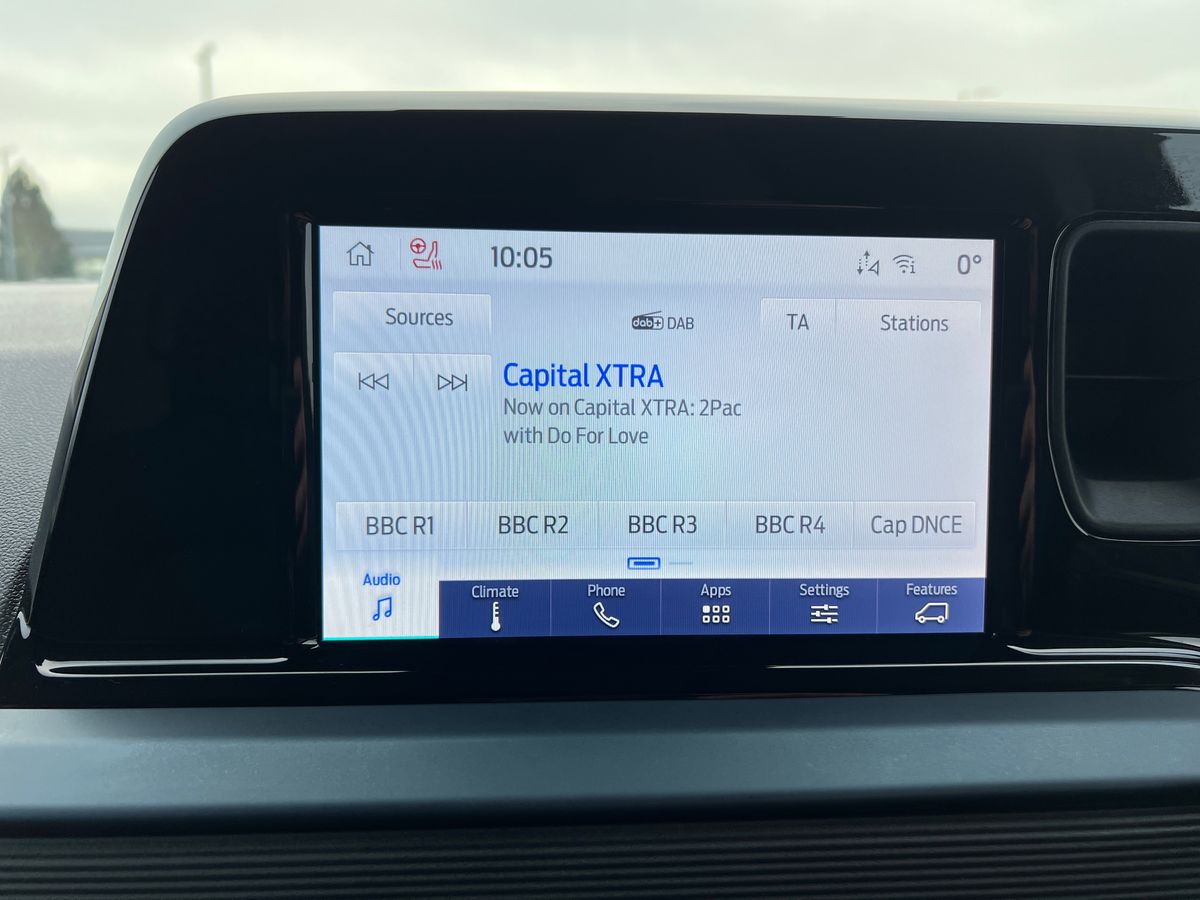 10:05
0°
Sources
dab+ DAB
TA
Stations
Capital XTRA
Now on Capital XTRA: 2Pac
with Do For Love
BBC R1
BBC R2
BBC R3
BBC R4
Cap DNCE
Audio
Climate
Phone
Apps
Settings
Features